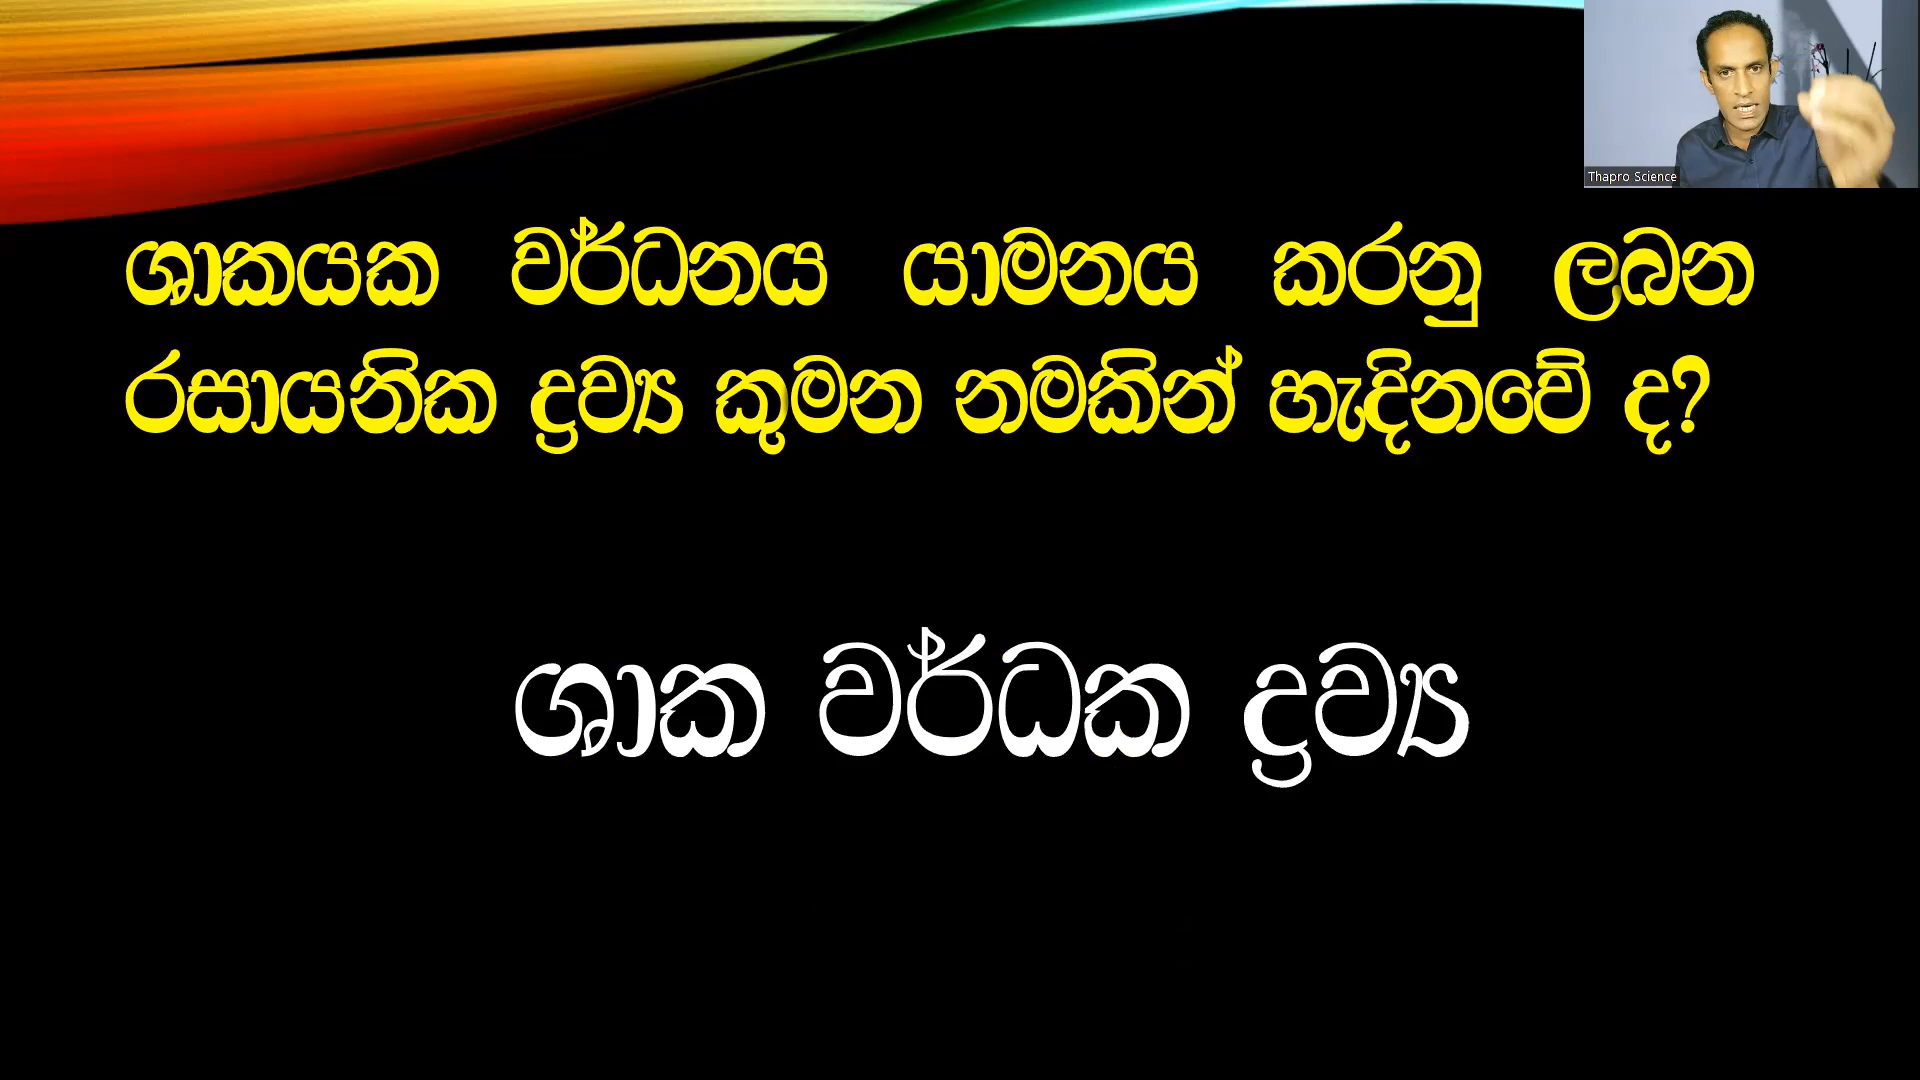 Thapro Science
ශාකයක වර්ධනය යාමනය කරනු ලබන
රසායනික ද්‍රව්‍ය කුමන නමකින් හැදිනවේ ද?
ශාක වර්ධක ද්‍රව්‍ය